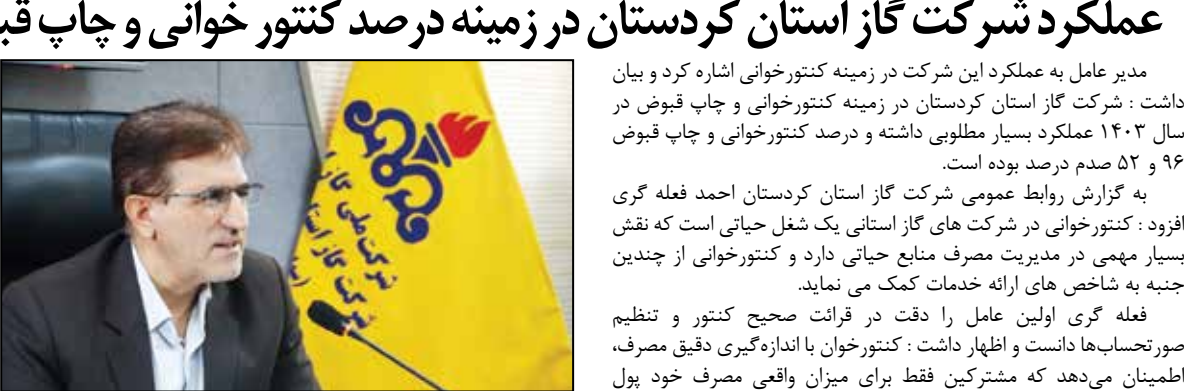 عملکرد شرکت گاز استان کردستان در زمینه درصد کنتور خوانی و چاپ
مدیر عامل به عملکرد این شرکت در زمینه کنتورخوانی اشاره کرد و بیان
داشت : شرکت گاز استان کردستان در زمینه کنتورخوانی و چاپ قبوض در
سال ۱۴۰۳ عملکرد بسیار مطلوبی داشته و درصد کنتورخوانی و چاپ قبوض
۹۶ و ۵۲ صدم درصد بوده است.
به گزارش روابط عمومی شرکت گاز استان کردستان احمد فعله گری
افزود : کنتورخوانی در شرکت های گاز استانی یک شغل حیاتی است که نقش
بسیار مهمی در مدیریت مصرف منابع حیاتی دارد و کنتورخوانی از چندین
جنبه به شاخص های ارائه خدمات کمک می نماید.
فعله گری اولین عامل را دقت در قرائت صحیح کنتور و تنظیم
صورتحساب‌ها دانست و اظهار داشت : کنتورخوان با اندازه‌گیری دقیق مصرف،
اطمینان می‌دهد که مشترکین فقط برای میزان واقعی مصرف خود پول
شرکت ملی گاز
شرکت گاز استان